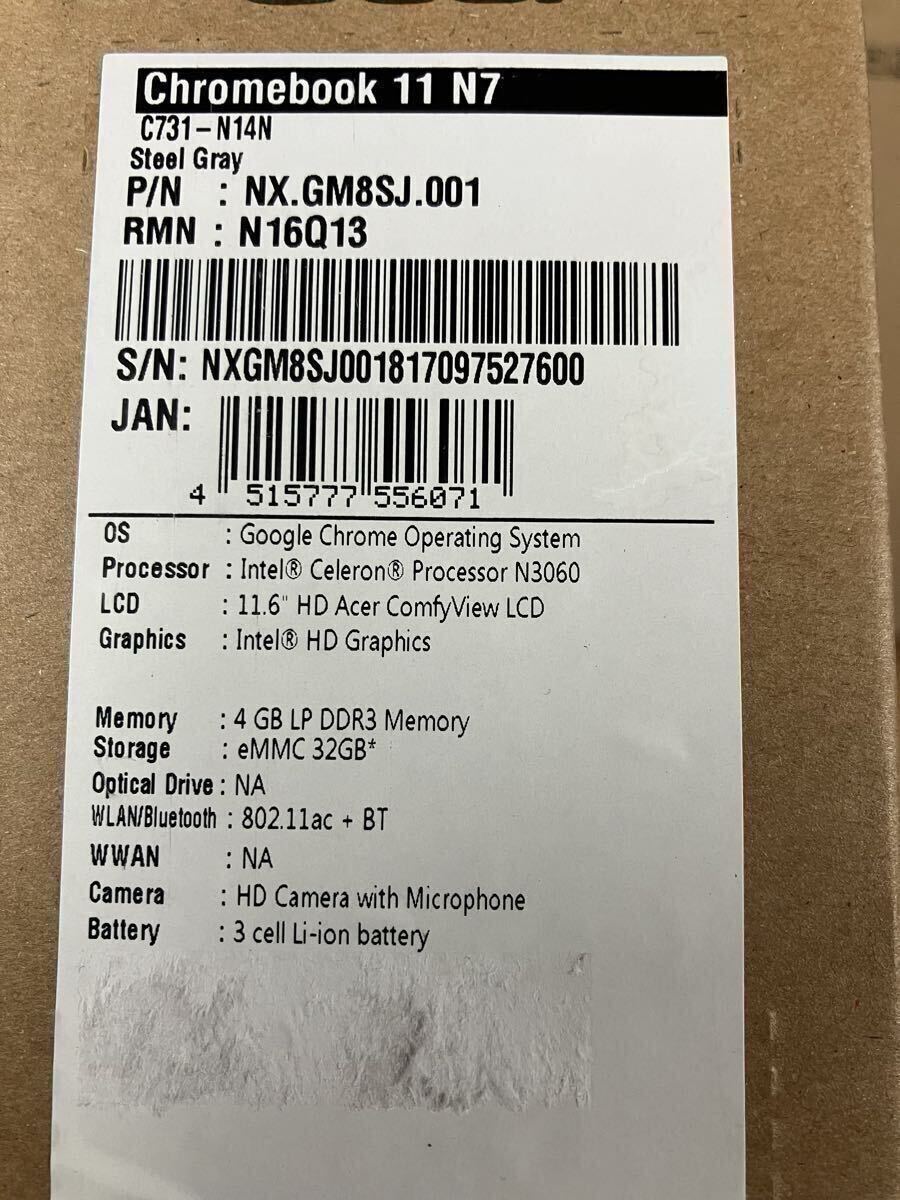 Chromebook 11 N7
C731-N14N
Steel Gray
P/N : NX.GM8SJ.001
RMN : N16Q13
S/N: NXGM8SJ001817097527600
JAN:
4 515777 556071
OS : Google Chrome Operating System
Processor : Intel® Celeron® Processor N3060
LCD : 11.6" HD Acer ComfyView LCD
Graphics : Intel® HD Graphics
Memory : 4 GB LP DDR3 Memory
Storage : eMMC 32GB*
Optical Drive : NA
WLAN/Bluetooth : 802.11ac + BT
WWAN : NA
Camera : HD Camera with Microphone
Battery : 3 cell Li-ion battery